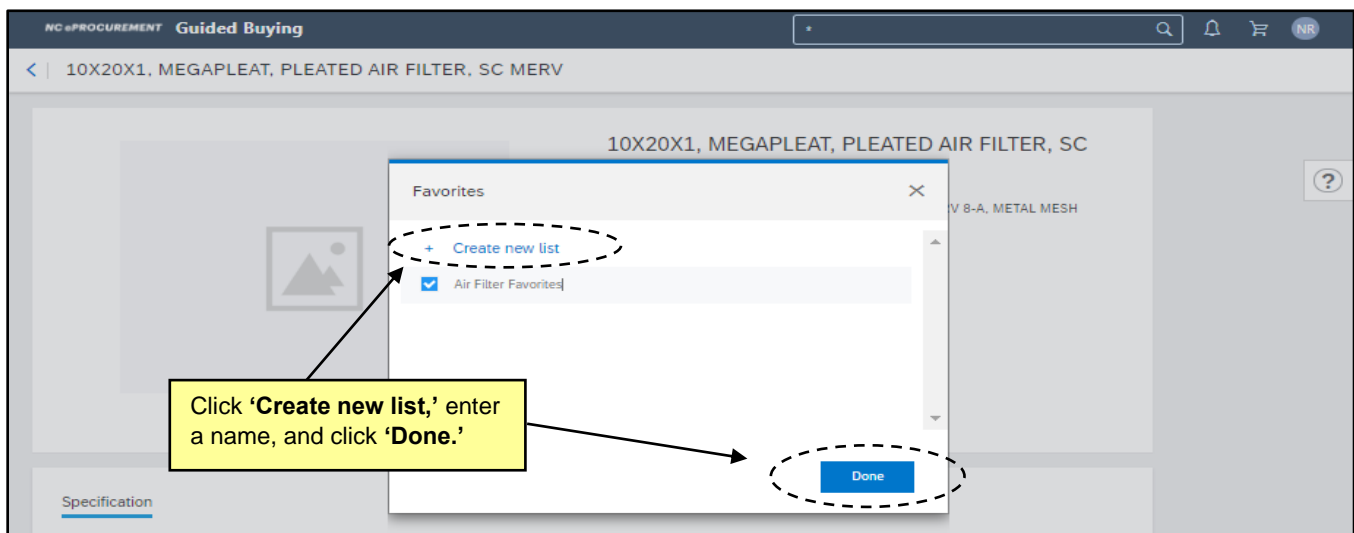 NC ePROCUREMENT Guided Buying
*
NR
< 10X20X1, MEGAPLEAT, PLEATED AIR FILTER, SC MERV
10X20X1, MEGAPLEAT, PLEATED AIR FILTER, SC
V 8-A, METAL MESH
?
Favorites
+ Create new list
Air Filter Favorites
Click ‘Create new list,’ enter
a name, and click ‘Done.’
Done
Specification